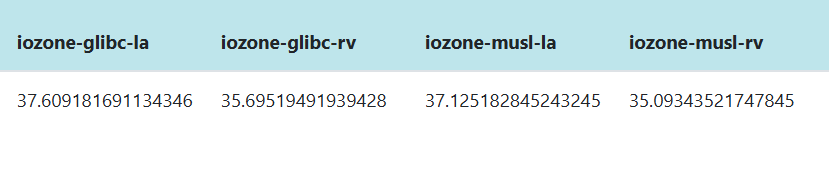 iozone-glibc-la iozone-glibc-rv iozone-musl-la iozone-musl-rv
37.609181691134346 35.69519491939428 37.125182845243245 35.09343521747845